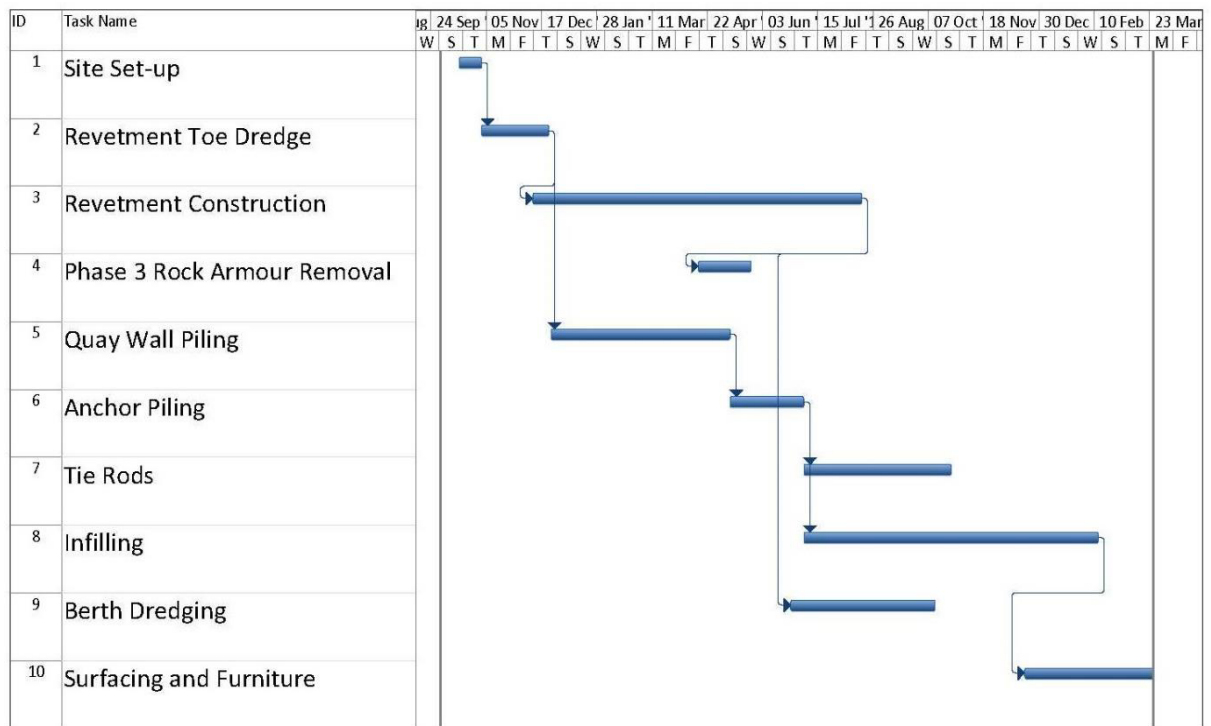 ID Task Name ug 24 Sep ' 05 Nov 17 Dec ' 28 Jan ' 11 Mar 22 Apr ' 03 Jun ' 15 Jul '1 26 Aug 07 Oct ' 18 Nov 30 Dec 10 Feb 23 Mar
W S T M F T S W S T M F T S W S T M F T S W S T M F T S W S T M F
1 Site Set-up
2 Revetment Toe Dredge
3 Revetment Construction
4 Phase 3 Rock Armour Removal
5 Quay Wall Piling
6 Anchor Piling
7 Tie Rods
8 Infilling
9 Berth Dredging
10 Surfacing and Furniture